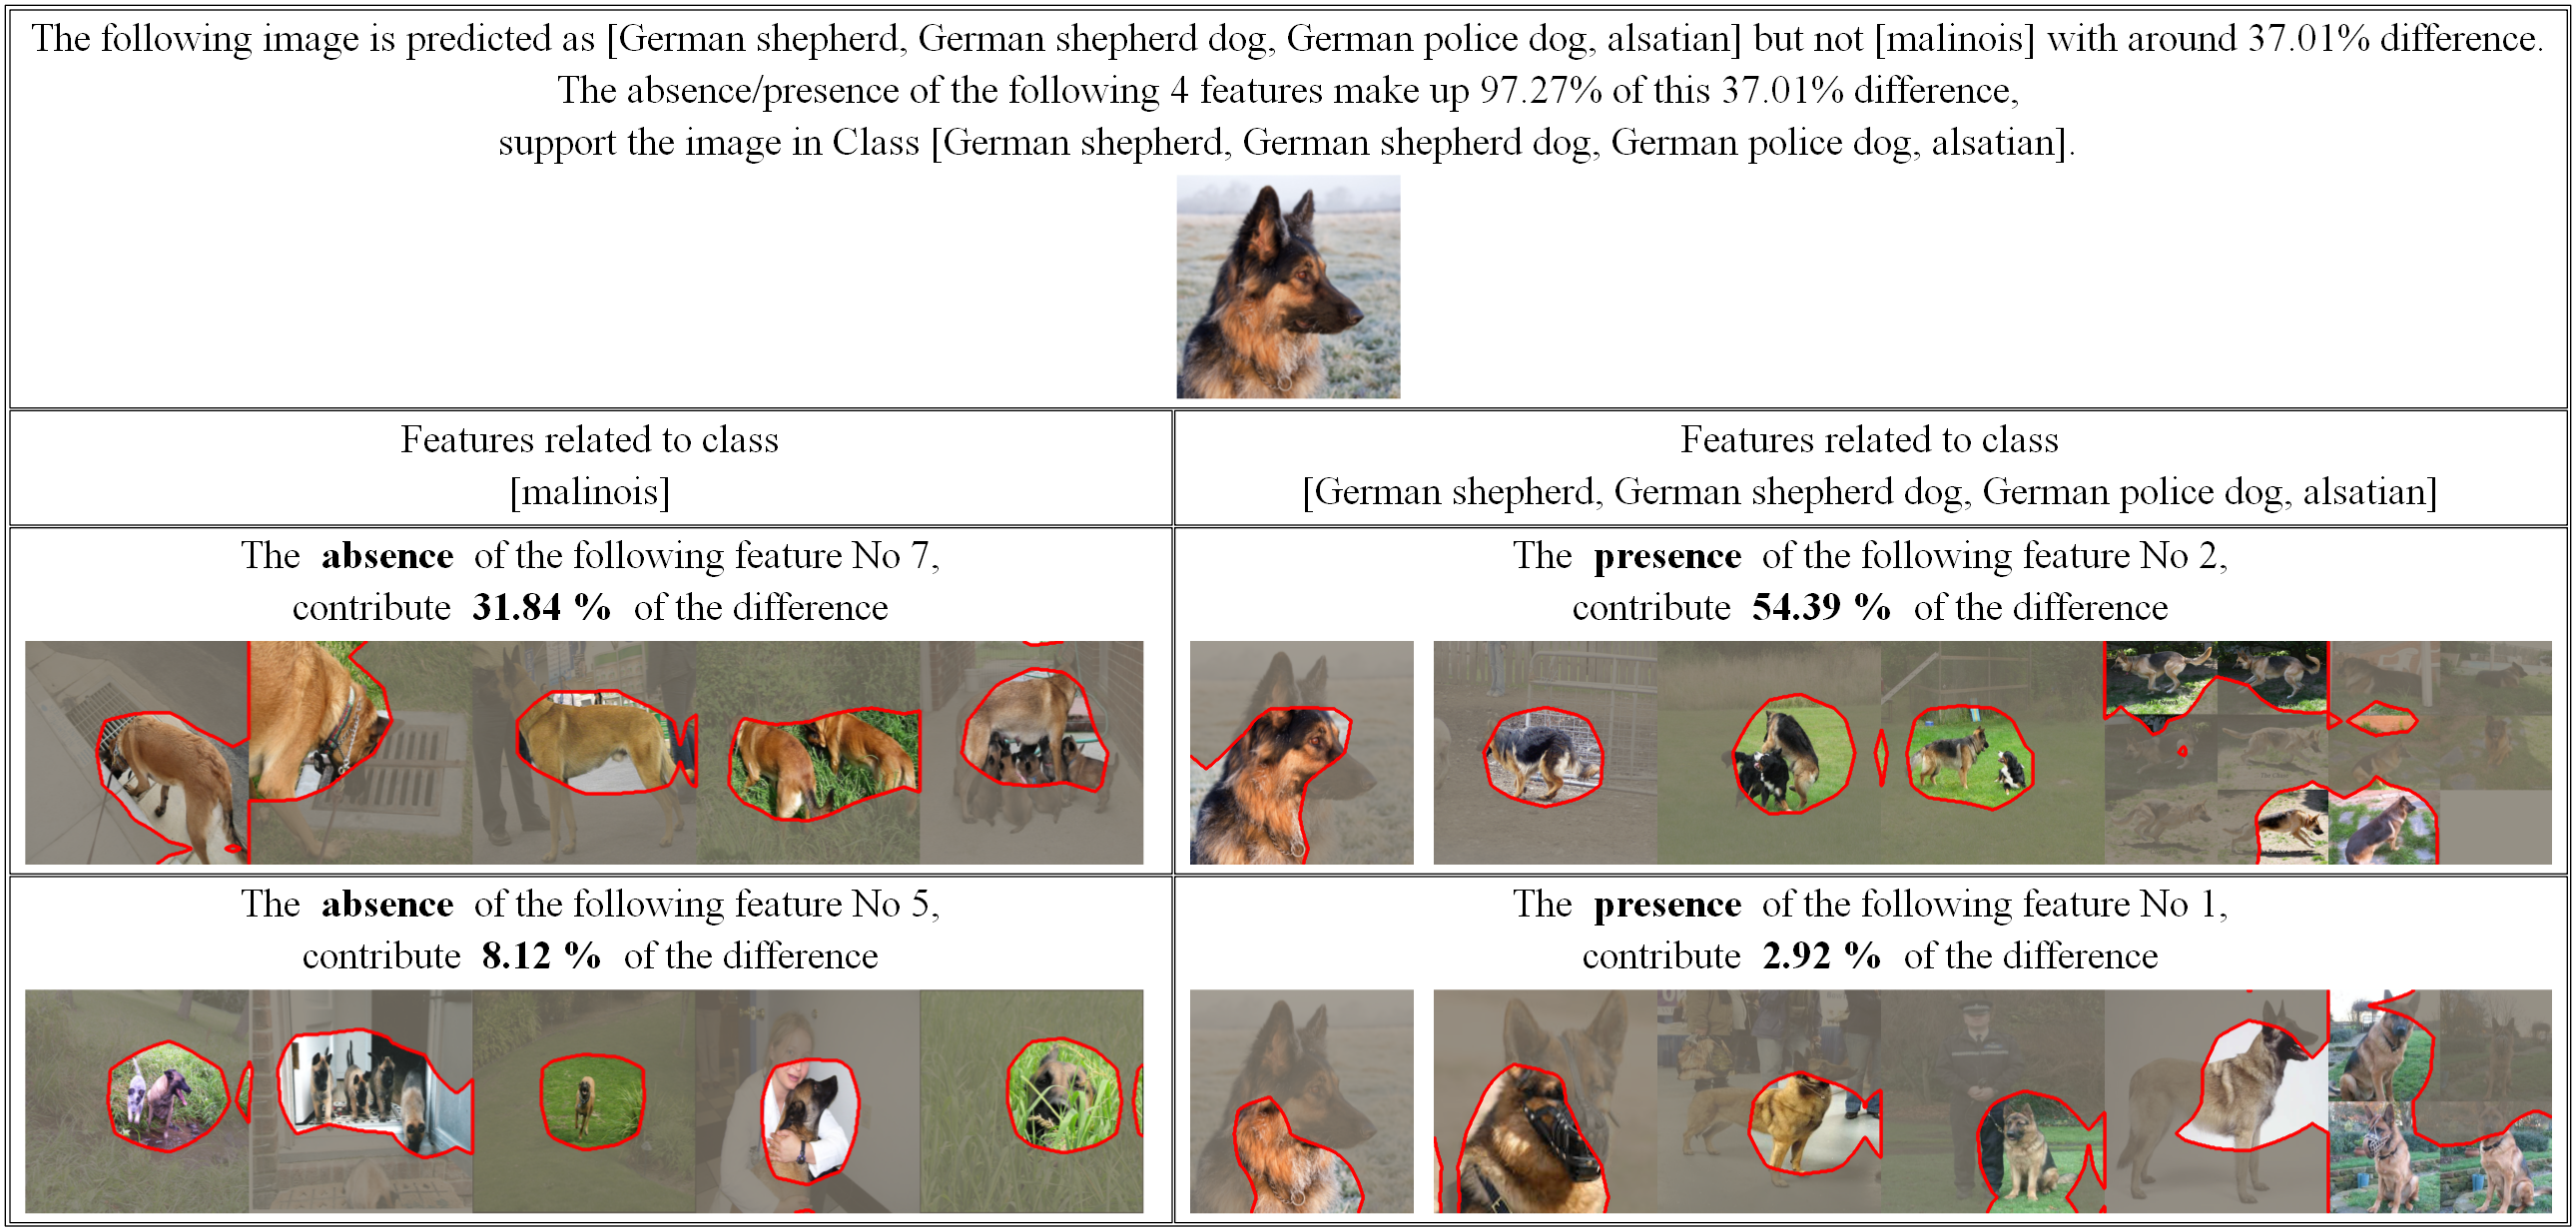 The following image is predicted as [German shepherd, German shepherd dog, German police dog, alsatian] but not [malinois] with around 37.01% difference.
The absence/presence of the following 4 features make up 97.27% of this 37.01% difference,
support the image in Class [German shepherd, German shepherd dog, German police dog, alsatian].
Features related to class
[malinois]
Features related to class
[German shepherd, German shepherd dog, German police dog, alsatian]
The absence of the following feature No 7,
contribute 31.84 % of the difference
The presence of the following feature No 2,
contribute 54.39 % of the difference
The absence of the following feature No 5,
contribute 8.12 % of the difference
The presence of the following feature No 1,
contribute 2.92 % of the difference